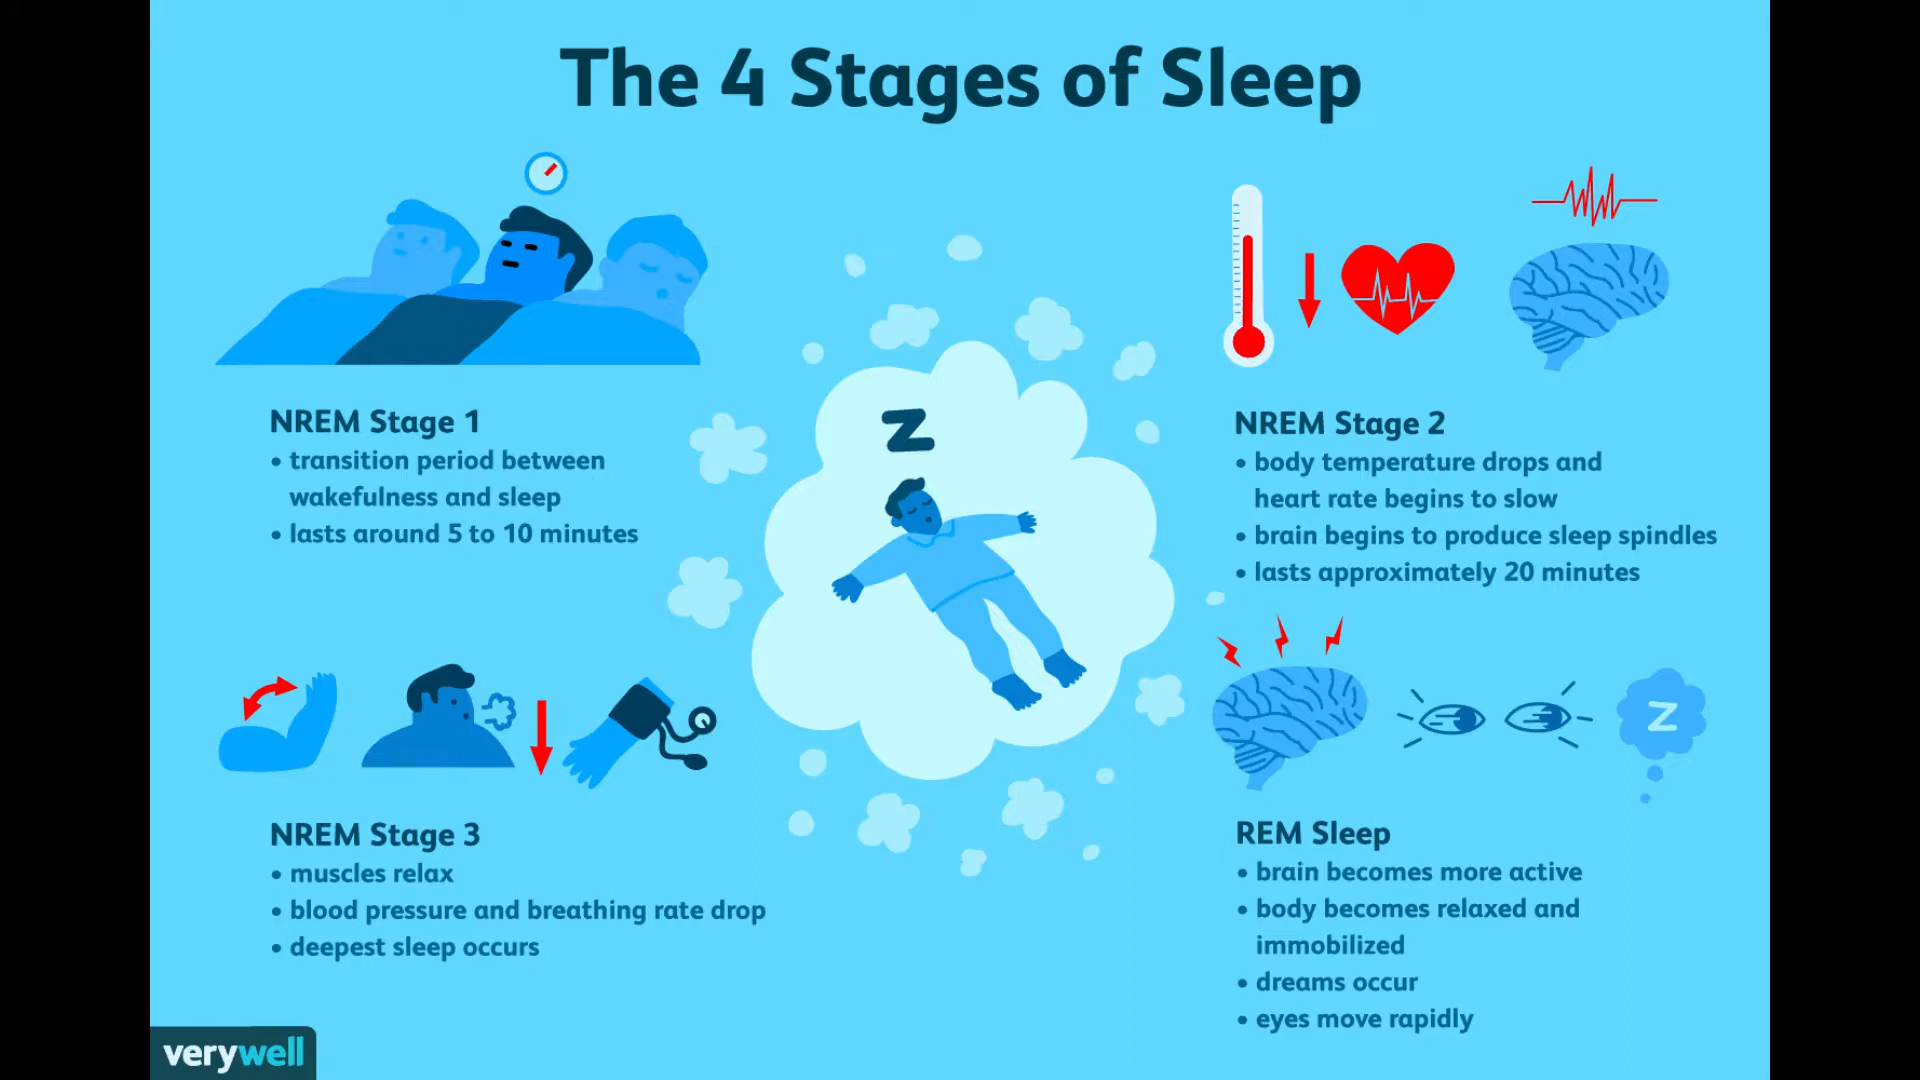 The 4 Stages of Sleep
Z
NREM Stage 1
• transition period between
wakefulness and sleep
• lasts around 5 to 10 minutes
NREM Stage 2
• body temperature drops and
heart rate begins to slow
• brain begins to produce sleep spindles
• lasts approximately 20 minutes
NREM Stage 3
• muscles relax
• blood pressure and breathing rate drop
• deepest sleep occurs
Z
REM Sleep
• brain becomes more active
• body becomes relaxed and
immobilized
• dreams occur
• eyes move rapidly
verywell